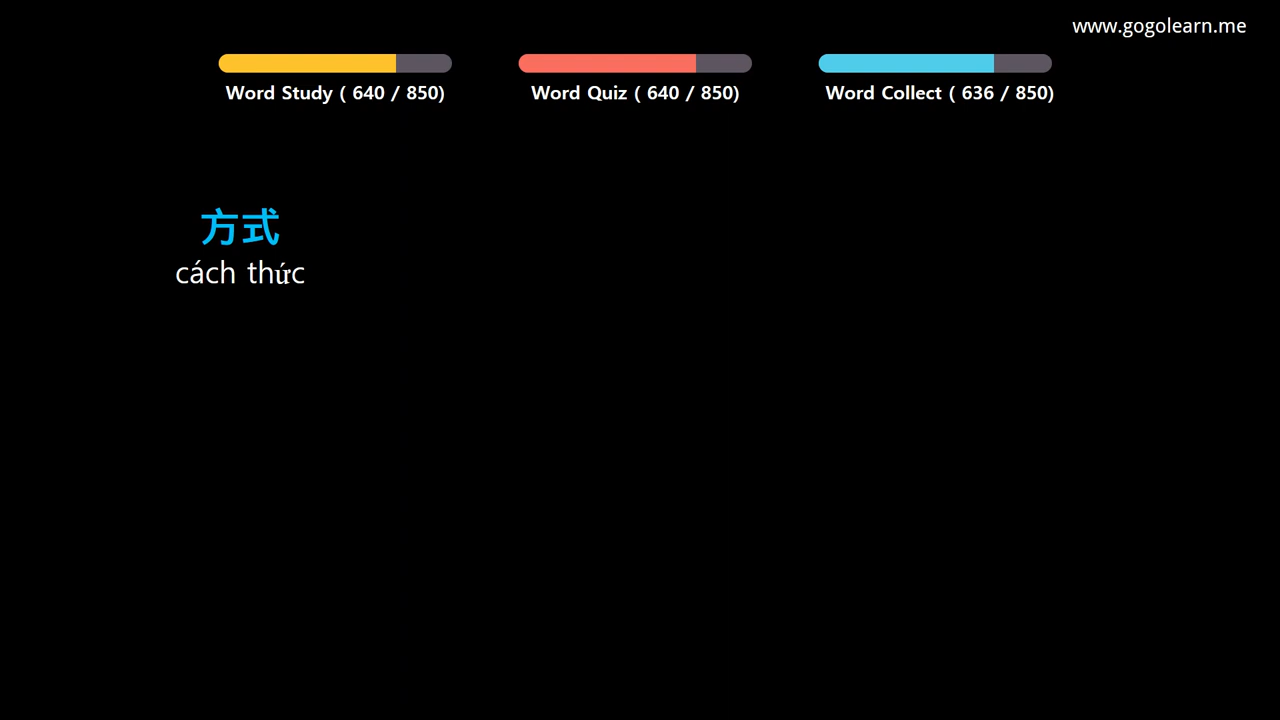 www.gogolearn.me
Word Study ( 640 / 850)
Word Quiz ( 640 / 850)
Word Collect ( 636 / 850)
方式
cách thức